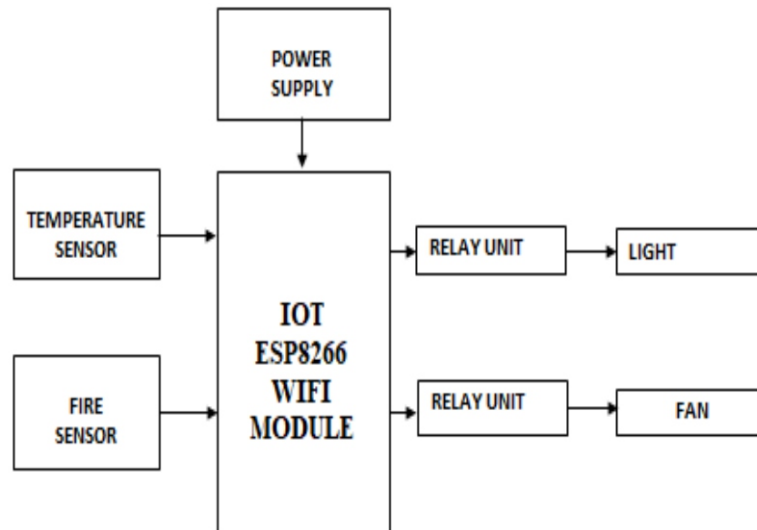 POWER
SUPPLY
TEMPERATURE
SENSOR
RELAY UNIT
LIGHT
IOT
ESP8266
WIFI
MODULE
FIRE
SENSOR
RELAY UNIT
FAN